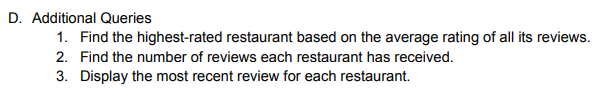 D. Additional Queries
1. Find the highest-rated restaurant based on the average rating of all its reviews.
2. Find the number of reviews each restaurant has received.
3. Display the most recent review for each restaurant.